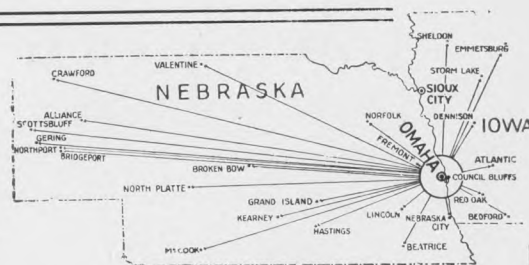 SHELDON
EMMETSBURG
VALENTINE
CRAWFORD
STORM LAKE
NEBRASKA
SIOUX
CITY
ALLIANCE
NORFOLK
DENNISON
SCOTTSBLUFF
IOWA
GERING
OMAHA
FREMONT
NORTHPORT
BRIDGEPORT
BROKEN BOW
ATLANTIC
COUNCIL BLUFFS
NORTH PLATTE
RED OAK
GRAND ISLAND
LINCOLN
KEARNEY
NEBRASKA
CITY
BEDFORD
HASTINGS
MCCOOK
BEATRICE